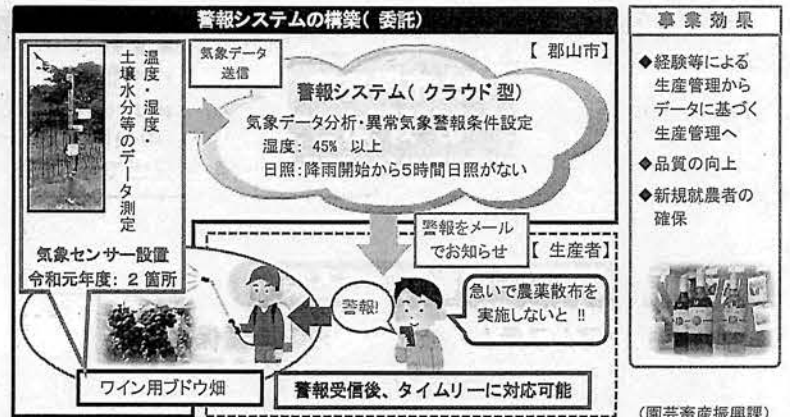 警報システムの構築(委託)
温度・湿度・
土壌水分等のデータ測定
気象センサー設置
令和元年度: 2 箇所
気象データ
送信
【 郡山市】
警報システム( クラウド型)
気象データ分析・異常気象警報条件設定
湿度: 45% 以上
日照:降雨開始から5時間日照がない
警報をメール
でお知らせ
【 生産者】
警報!
急いで農薬散布を
実施しないと !!
ワイン用ブドウ畑
警報受信後、タイムリーに対応可能
事業効果
◆経験等による
生産管理から
データに基づく
生産管理へ
◆品質の向上
◆新規就農者の
確保
(園芸畜産振興課)